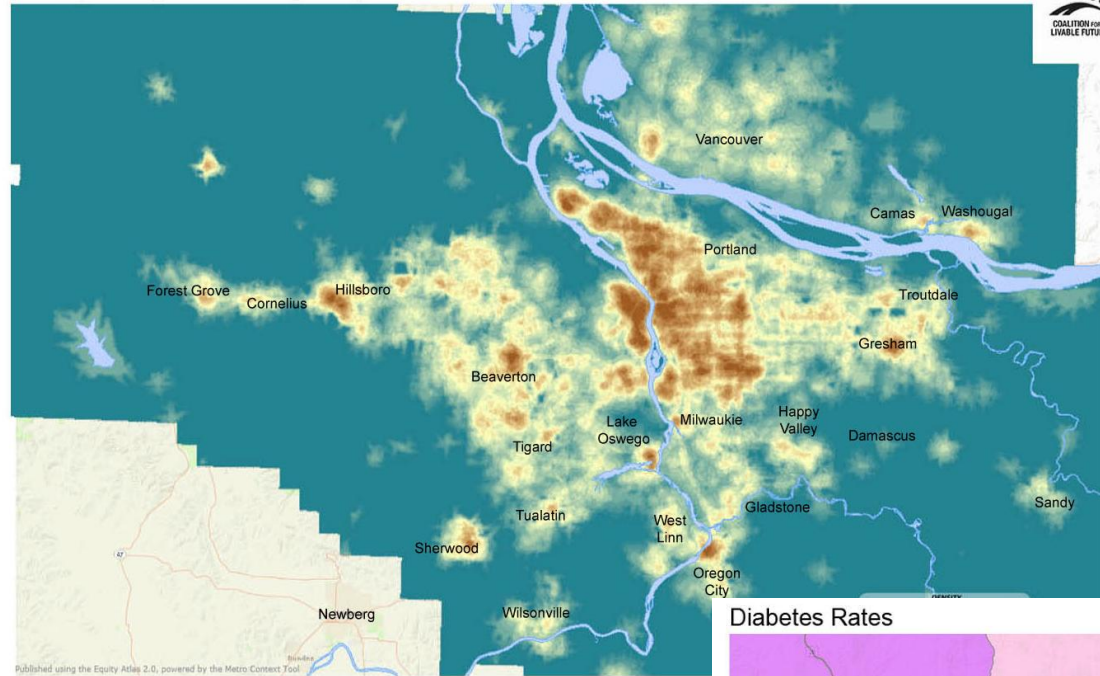 COALITION FOR
LIVABLE FUTURE
Vancouver
Camas
Washougal
Portland
Forest Grove
Cornelius
Hillsboro
Troutdale
Gresham
Beaverton
Lake
Oswego
Milwaukie
Happy
Valley
Damascus
Tigard
Sandy
Tualatin
West
Linn
Gladstone
Sherwood
Oregon
City
47
Newberg
Wilsonville
Published using the Equity Atlas 2.0, powered by the Metro Context Tool
Diabetes Rates